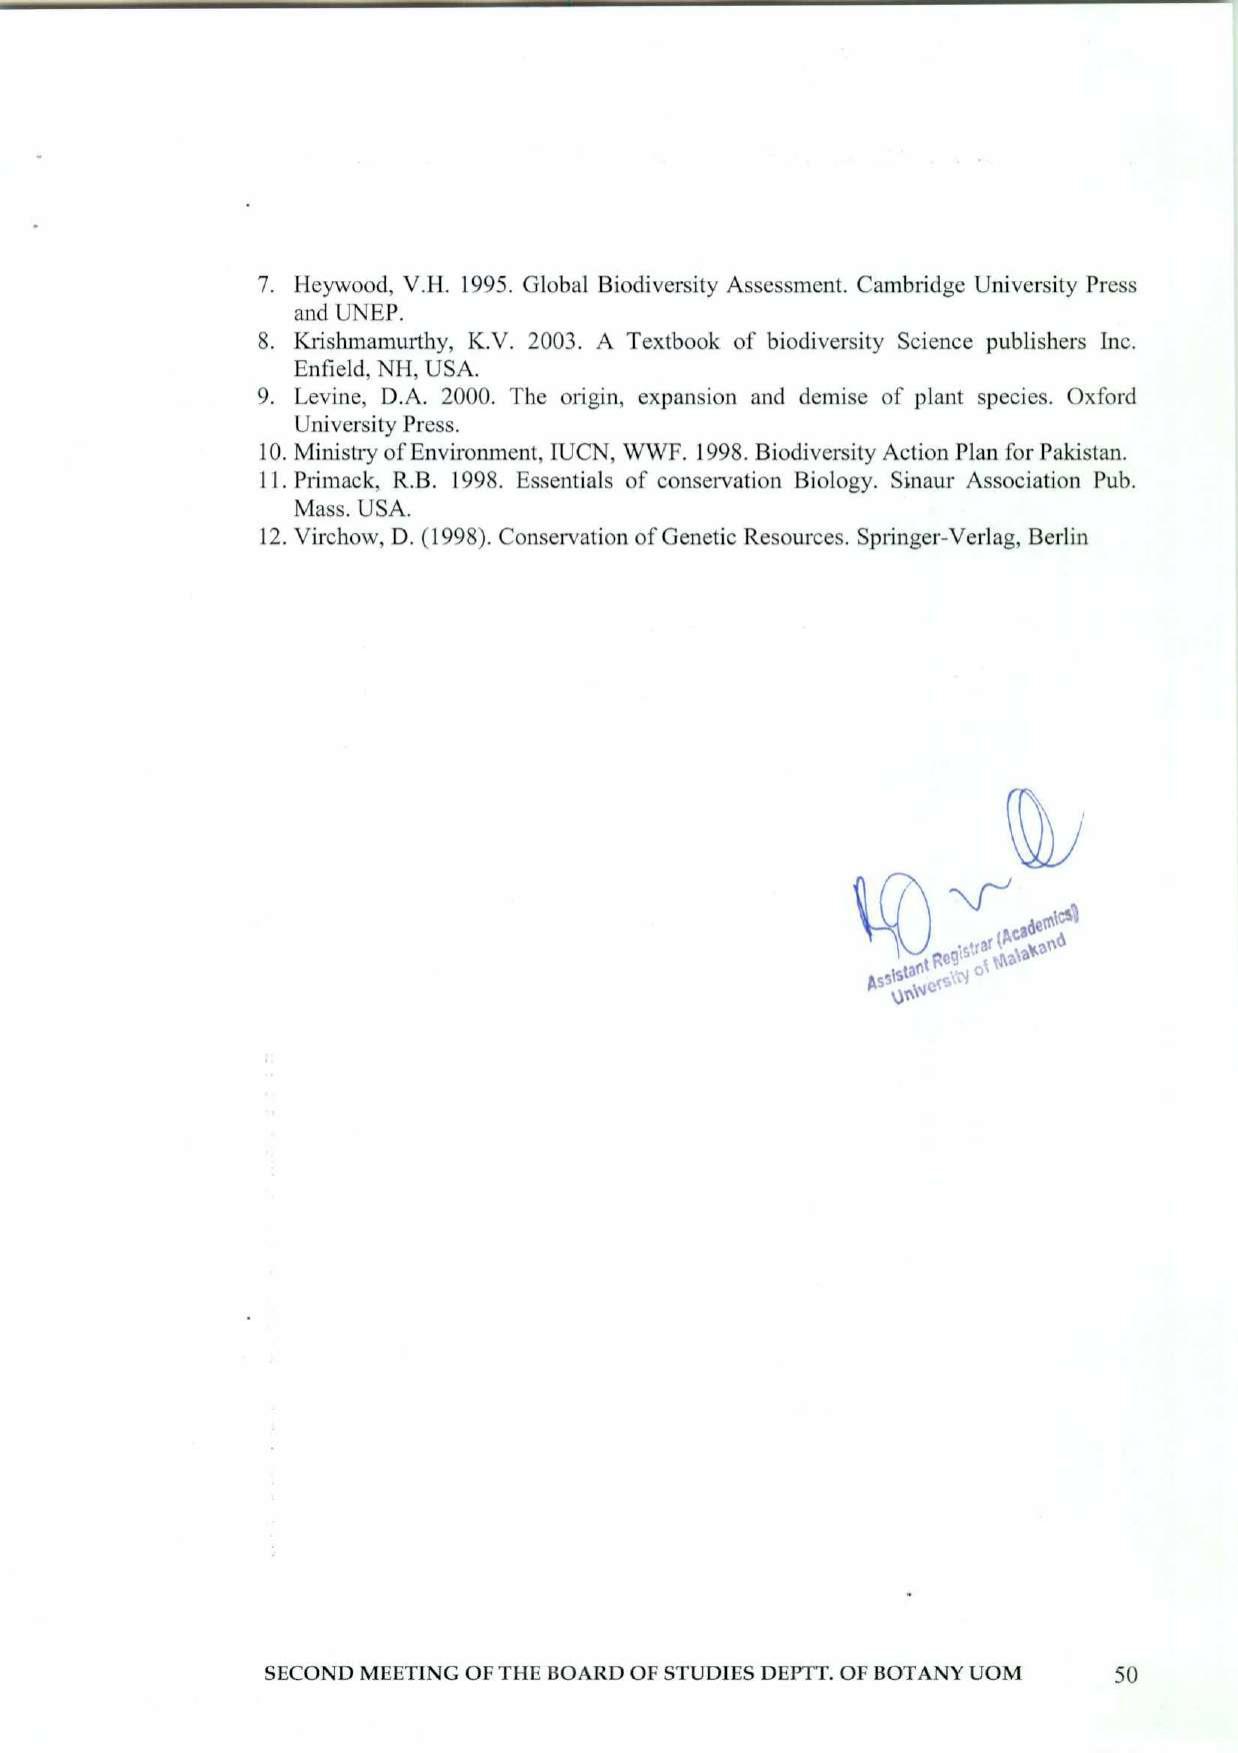 7. Heywood, V.H. 1995. Global Biodiversity Assessment. Cambridge University Press
and UNEP.
8. Krishmamurthy, K.V. 2003. A Textbook of biodiversity Science publishers Inc.
Enfield, NH, USA.
9. Levine, D.A. 2000. The origin, expansion and demise of plant species. Oxford
University Press.
10. Ministry of Environment, IUCN, WWF. 1998. Biodiversity Action Plan for Pakistan.
11. Primack, R.B. 1998. Essentials of conservation Biology. Sinaur Association Pub.
Mass. USA.
12. Virchow, D. (1998). Conservation of Genetic Resources. Springer-Verlag, Berlin
Assistant Registrar (Academics)
University of Malakand
SECOND MEETING OF THE BOARD OF STUDIES DEPTT. OF BOTANY UOM 50